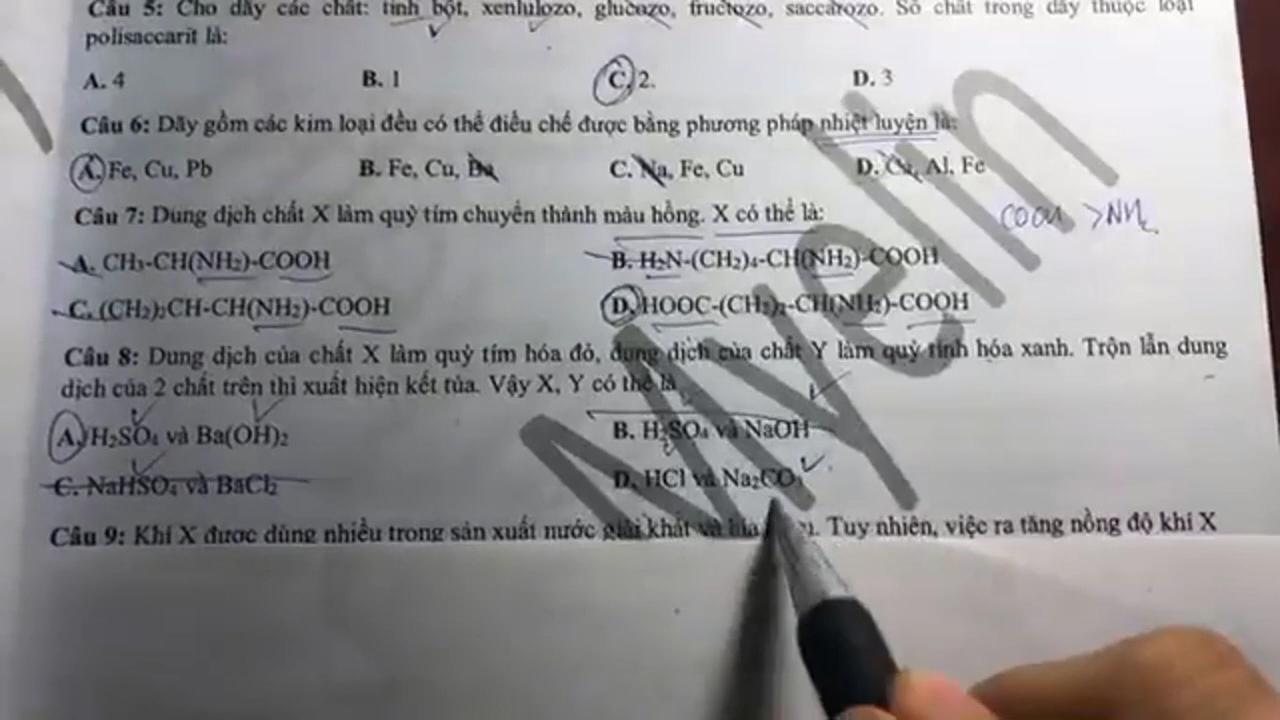 Câu 5: Cho dãy các chất: tinh bột, xenlulozo, glucozo, fructozo, saccarozo. Số chất trong dãy thuộc loại
polisaccarit là:
A. 4 B. 1 C. 2. D. 3
Câu 6: Dãy gồm các kim loại đều có thể điều chế được bằng phương pháp nhiệt luyện là:
A. Fe, Cu, Pb B. Fe, Cu, Ba C. Na, Fe, Cu D. Ca, Al, Fe
Câu 7: Dung dịch chất X làm quỳ tím chuyển thành màu hồng. X có thể là:
COOH >NH₂
A. CH₃-CH(NH₂)-COOH B. H₂N-(CH₂)₄-CH(NH₂)-COOH
C. (CH₃)₂CH-CH(NH₂)-COOH D. HOOC-(CH₂)₂-CH(NH₂)-COOH
Câu 8: Dung dịch của chất X làm quỳ tím hóa đỏ, dung dịch của chất Y làm quỳ tính hóa xanh. Trộn lẫn dung
dịch của 2 chất trên thì xuất hiện kết tủa. Vậy X, Y có thể là
A. H₂SO₄ và Ba(OH)₂ B. H₂SO₄ và NaOH
C. NaHSO₄ và BaCl₂ D. HCl và Na₂CO₃
Câu 9: Khí X được dùng nhiều trong sản xuất nước giải khát và bia Tuy nhiên, việc ra tăng nồng độ khí X
Myelin